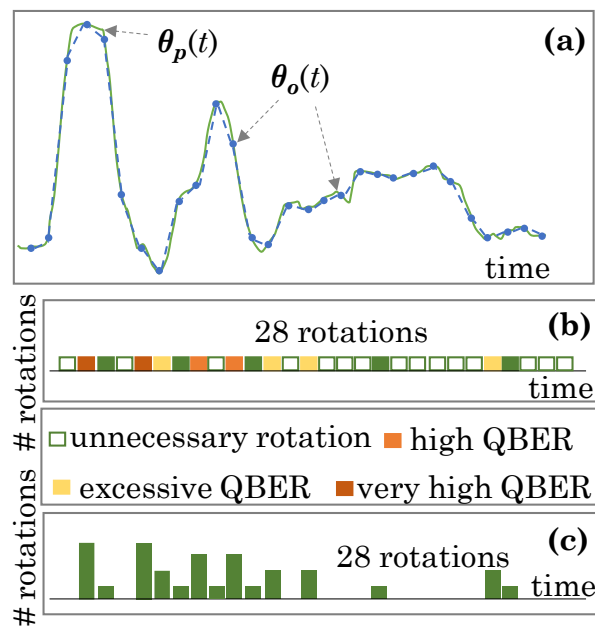 (a)
θp(t)
θo(t)
time
(b)
# rotations
28 rotations
time
unnecessary rotation
high QBER
excessive QBER
very high QBER
(c)
# rotations
28 rotations
time